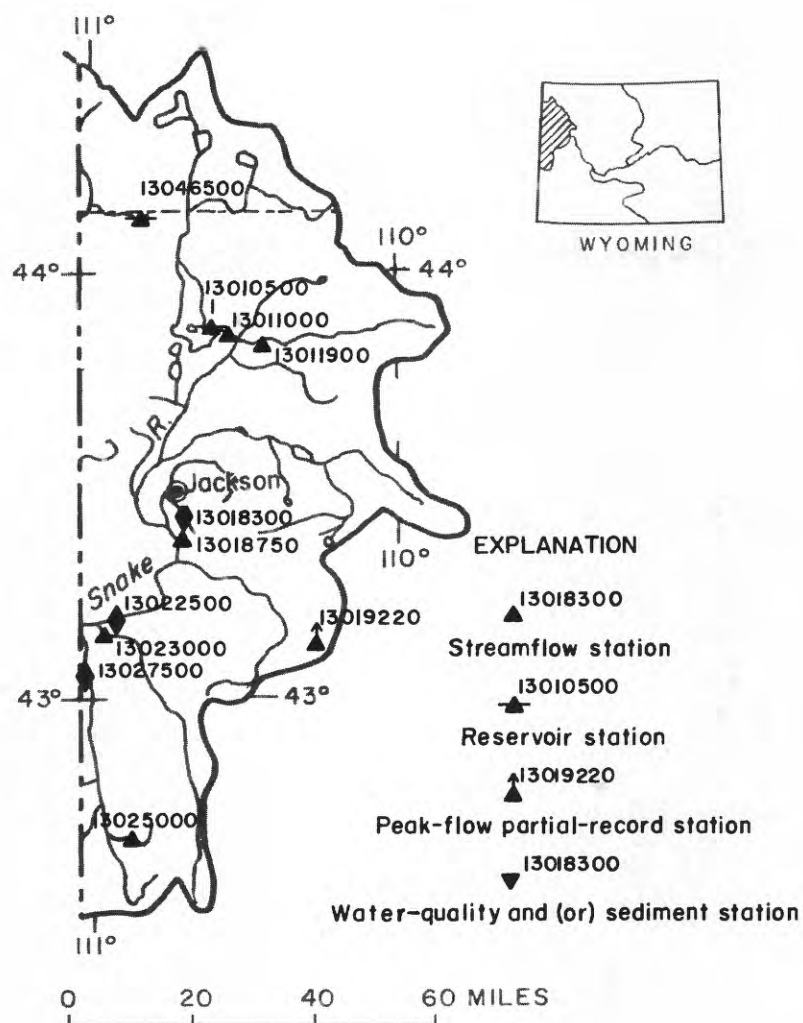 111°
13046500
WYOMING
110°
44°
44°
13010500
13011000
13011900
R.
Jackson
13018300
13018750
110°
EXPLANATION
Snake
13022500
13019220
13018300
13023000
Streamflow station
13027500
13010500
43°
43°
Reservoir station
13019220
13025000
Peak-flow partial-record station
13018300
Water-quality and (or) sediment station
111°
0 20 40 60 MILES